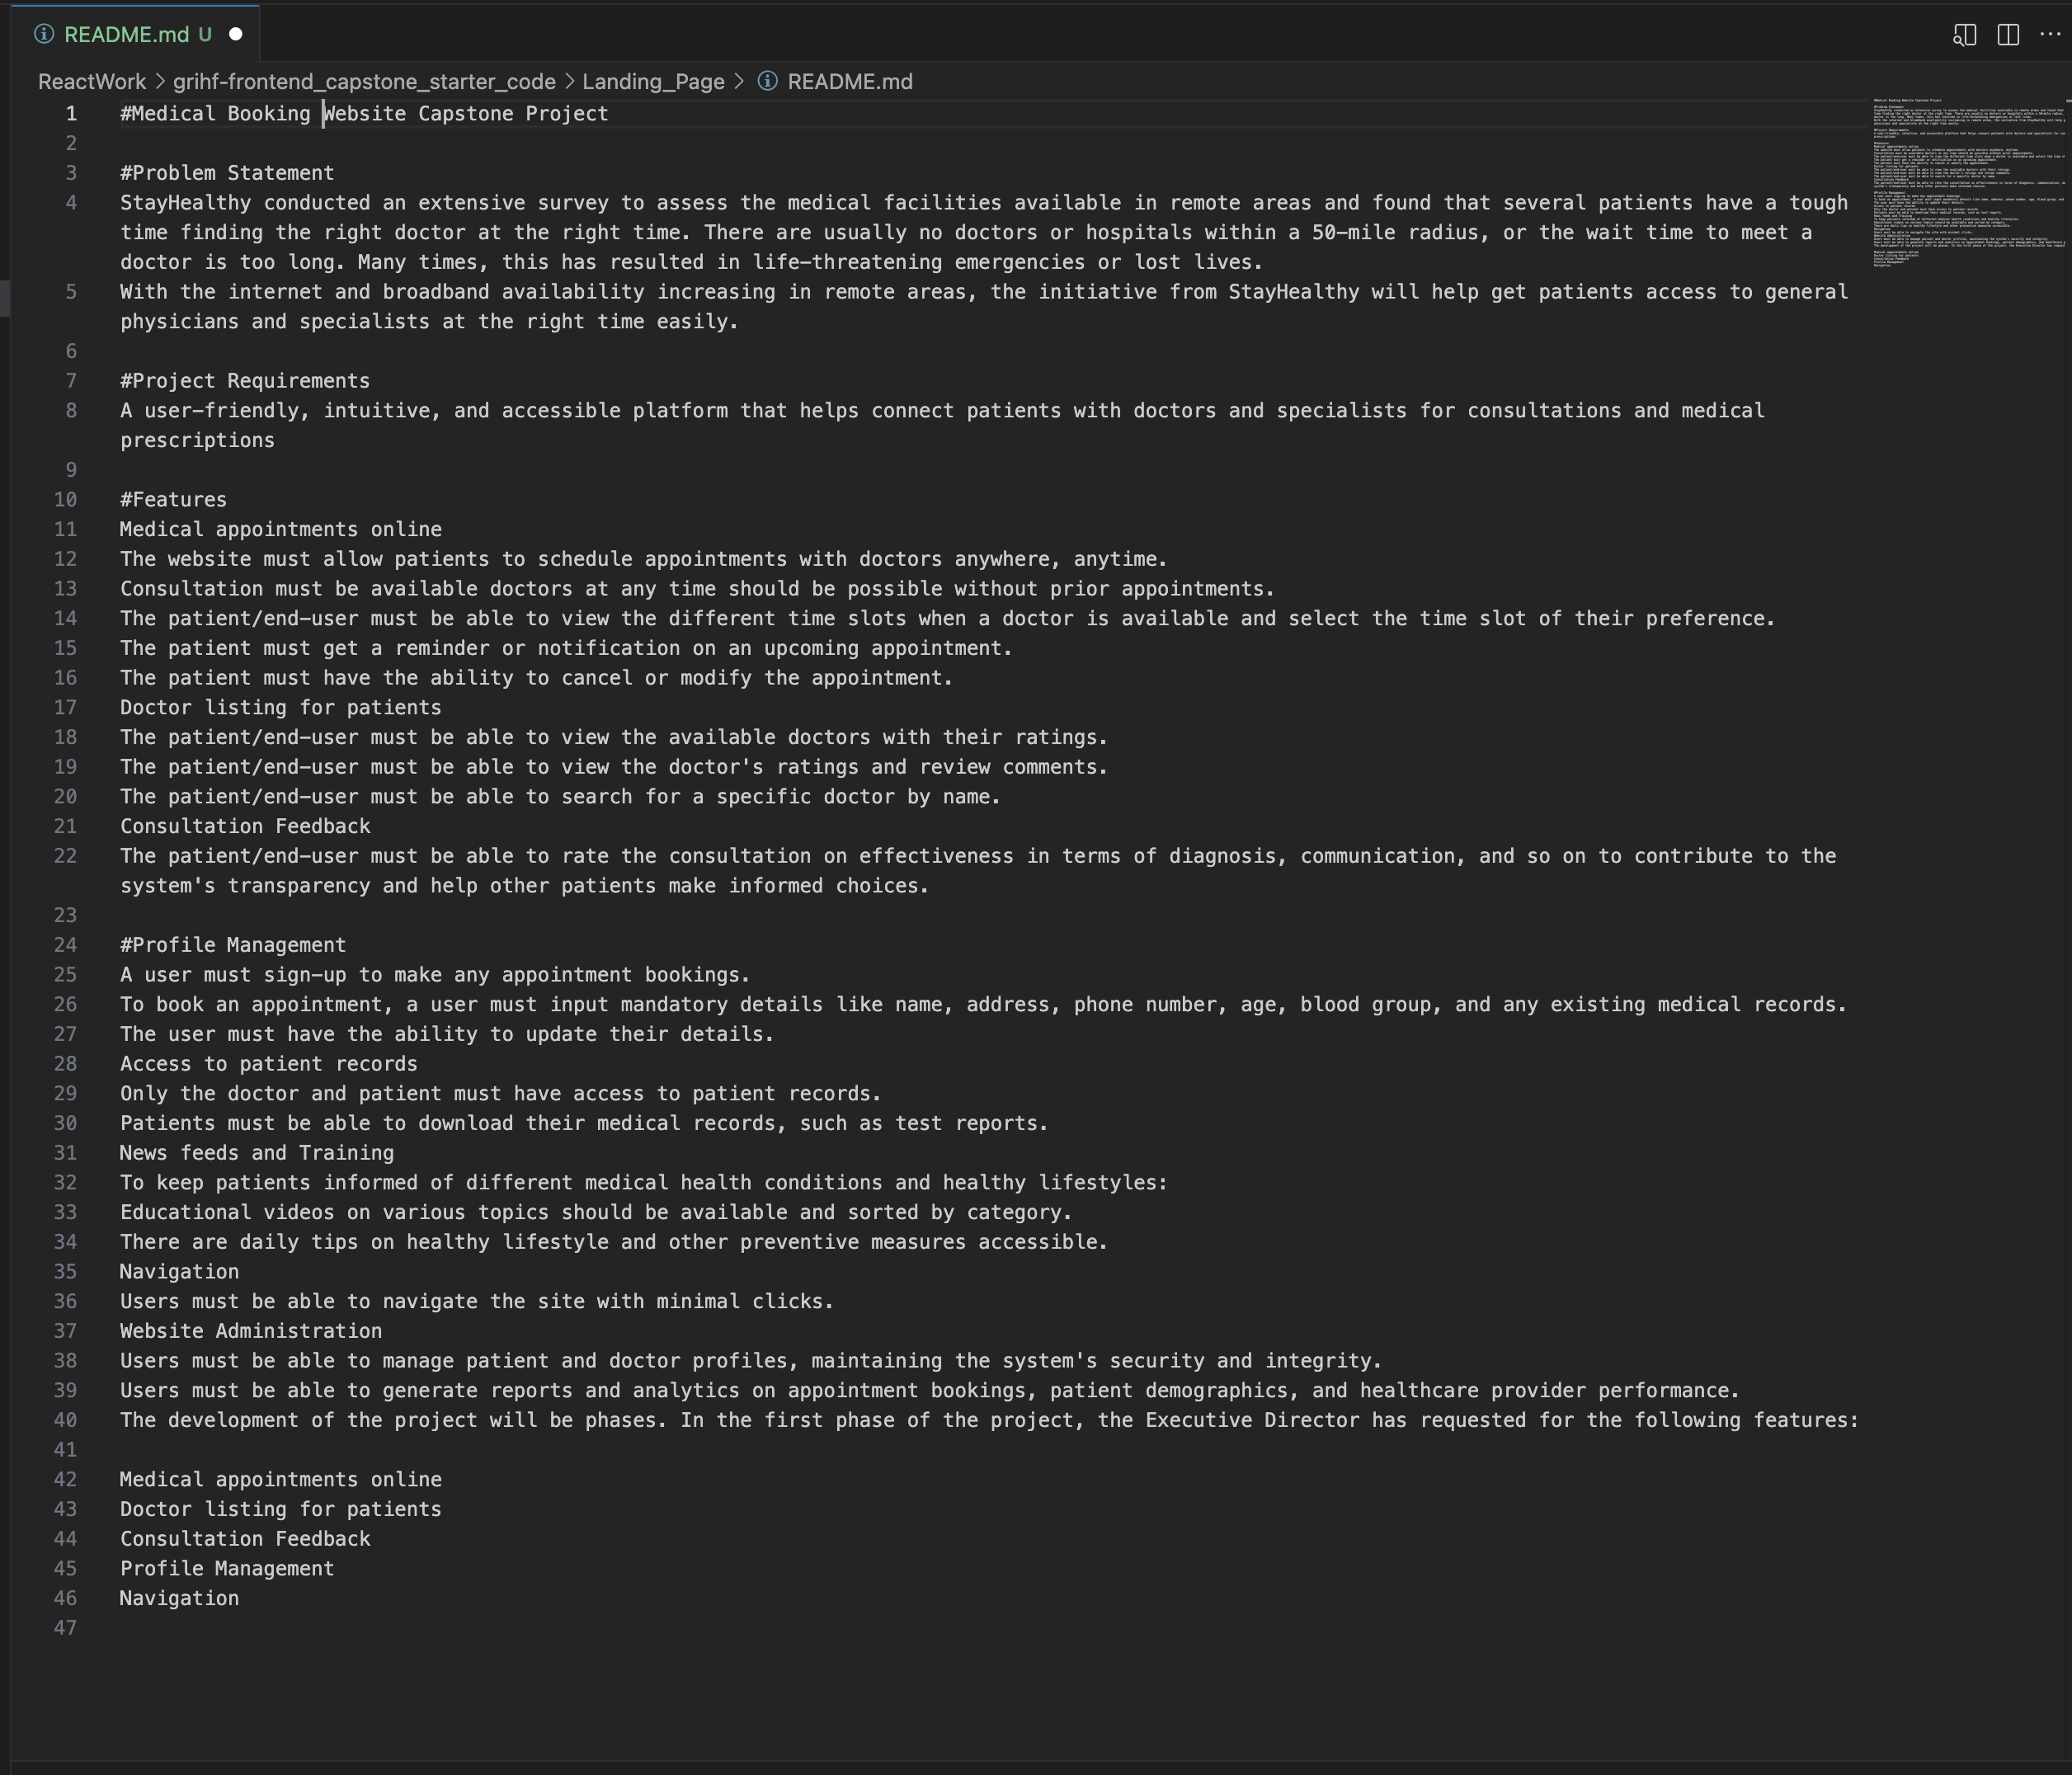 README.md U
ReactWork > grihf-frontend_capstone_starter_code > Landing_Page > README.md
1 #Medical Booking Website Capstone Project
2
3 #Problem Statement
4 StayHealthy conducted an extensive survey to assess the medical facilities available in remote areas and found that several patients have a tough
time finding the right doctor at the right time. There are usually no doctors or hospitals within a 50-mile radius, or the wait time to meet a
doctor is too long. Many times, this has resulted in life-threatening emergencies or lost lives.
5 With the internet and broadband availability increasing in remote areas, the initiative from StayHealthy will help get patients access to general
physicians and specialists at the right time easily.
6
7 #Project Requirements
8 A user-friendly, intuitive, and accessible platform that helps connect patients with doctors and specialists for consultations and medical
prescriptions
9
10 #Features
11 Medical appointments online
12 The website must allow patients to schedule appointments with doctors anywhere, anytime.
13 Consultation must be available doctors at any time should be possible without prior appointments.
14 The patient/end-user must be able to view the different time slots when a doctor is available and select the time slot of their preference.
15 The patient must get a reminder or notification on an upcoming appointment.
16 The patient must have the ability to cancel or modify the appointment.
17 Doctor listing for patients
18 The patient/end-user must be able to view the available doctors with their ratings.
19 The patient/end-user must be able to view the doctor's ratings and review comments.
20 The patient/end-user must be able to search for a specific doctor by name.
21 Consultation Feedback
22 The patient/end-user must be able to rate the consultation on effectiveness in terms of diagnosis, communication, and so on to contribute to the
system's transparency and help other patients make informed choices.
23
24 #Profile Management
25 A user must sign-up to make any appointment bookings.
26 To book an appointment, a user must input mandatory details like name, address, phone number, age, blood group, and any existing medical records.
27 The user must have the ability to update their details.
28 Access to patient records
29 Only the doctor and patient must have access to patient records.
30 Patients must be able to download their medical records, such as test reports.
31 News feeds and Training
32 To keep patients informed of different medical health conditions and healthy lifestyles:
33 Educational videos on various topics should be available and sorted by category.
34 There are daily tips on healthy lifestyle and other preventive measures accessible.
35 Navigation
36 Users must be able to navigate the site with minimal clicks.
37 Website Administration
38 Users must be able to manage patient and doctor profiles, maintaining the system's security and integrity.
39 Users must be able to generate reports and analytics on appointment bookings, patient demographics, and healthcare provider performance.
40 The development of the project will be phases. In the first phase of the project, the Executive Director has requested for the following features:
41
42 Medical appointments online
43 Doctor listing for patients
44 Consultation Feedback
45 Profile Management
46 Navigation
47